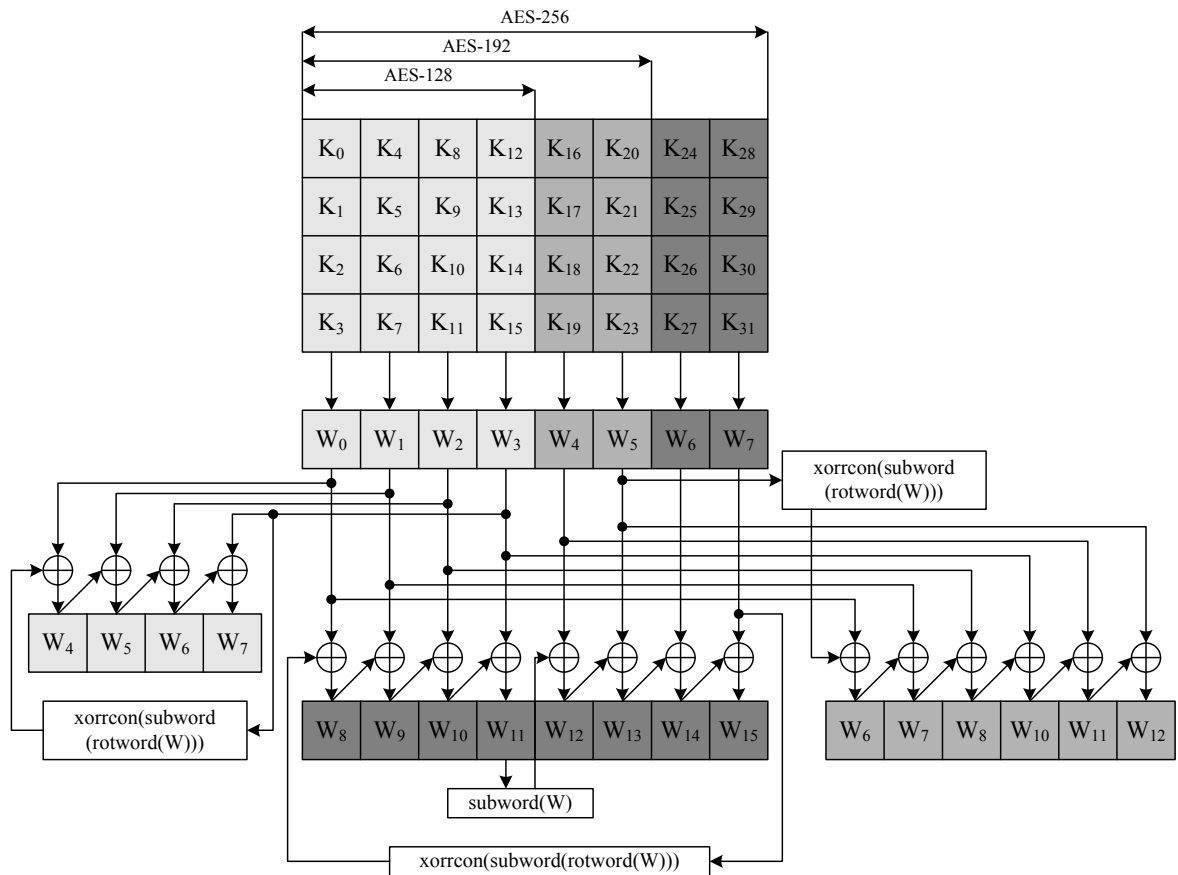 AES-256
AES-192
AES-128
K0 K4 K8 K12 K16 K20 K24 K28
K1 K5 K9 K13 K17 K21 K25 K29
K2 K6 K10 K14 K18 K22 K26 K30
K3 K7 K11 K15 K19 K23 K27 K31
W0 W1 W2 W3 W4 W5 W6 W7
xorrcon(subword
(rotword(W)))
W4 W5 W6 W7
xorrcon(subword
(rotword(W)))
W8 W9 W10 W11 W12 W13 W14 W15
W6 W7 W8 W10 W11 W12
subword(W)
xorrcon(subword(rotword(W)))